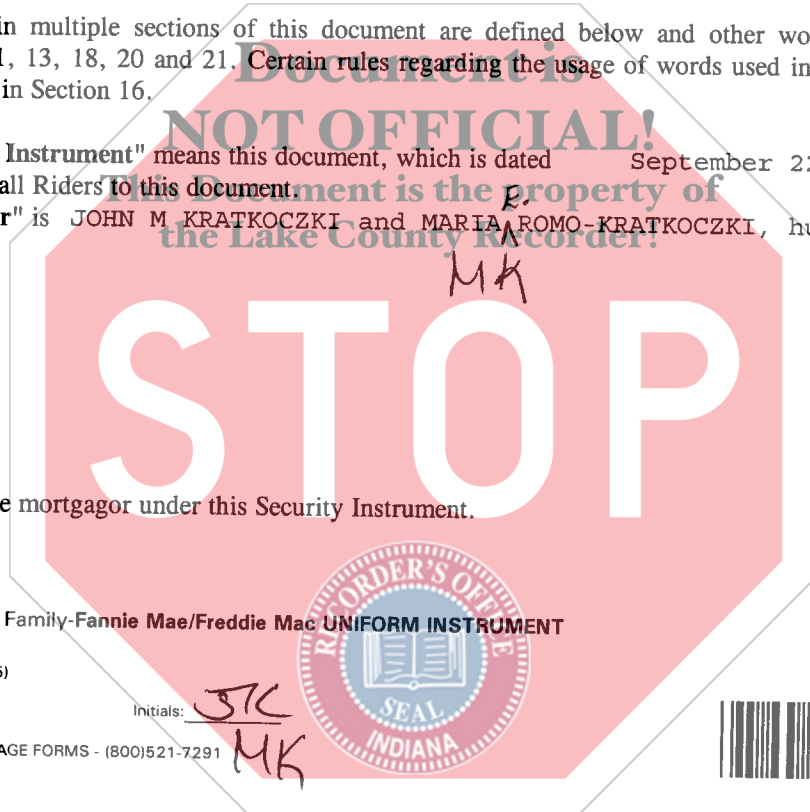 in multiple sections of this document are defined below and other wo
, 13, 18, 20 and 21. Certain rules regarding the usage of words used in
in Section 16.
Document is
NOT OFFICIAL!
This Document is the property of
the Lake County Recorder!
Instrument" means this document, which is dated September 22
all Riders to this document.
r" is JOHN M KRATKOCZKI and MARIA R. ROMO-KRATKOCZKI, hu
MK
STOP
e mortgagor under this Security Instrument.
RECORDER'S OFFICE
SEAL
INDIANA
Family-Fannie Mae/Freddie Mac UNIFORM INSTRUMENT
Initials: JK
MK
AGE FORMS - (800)521-7291